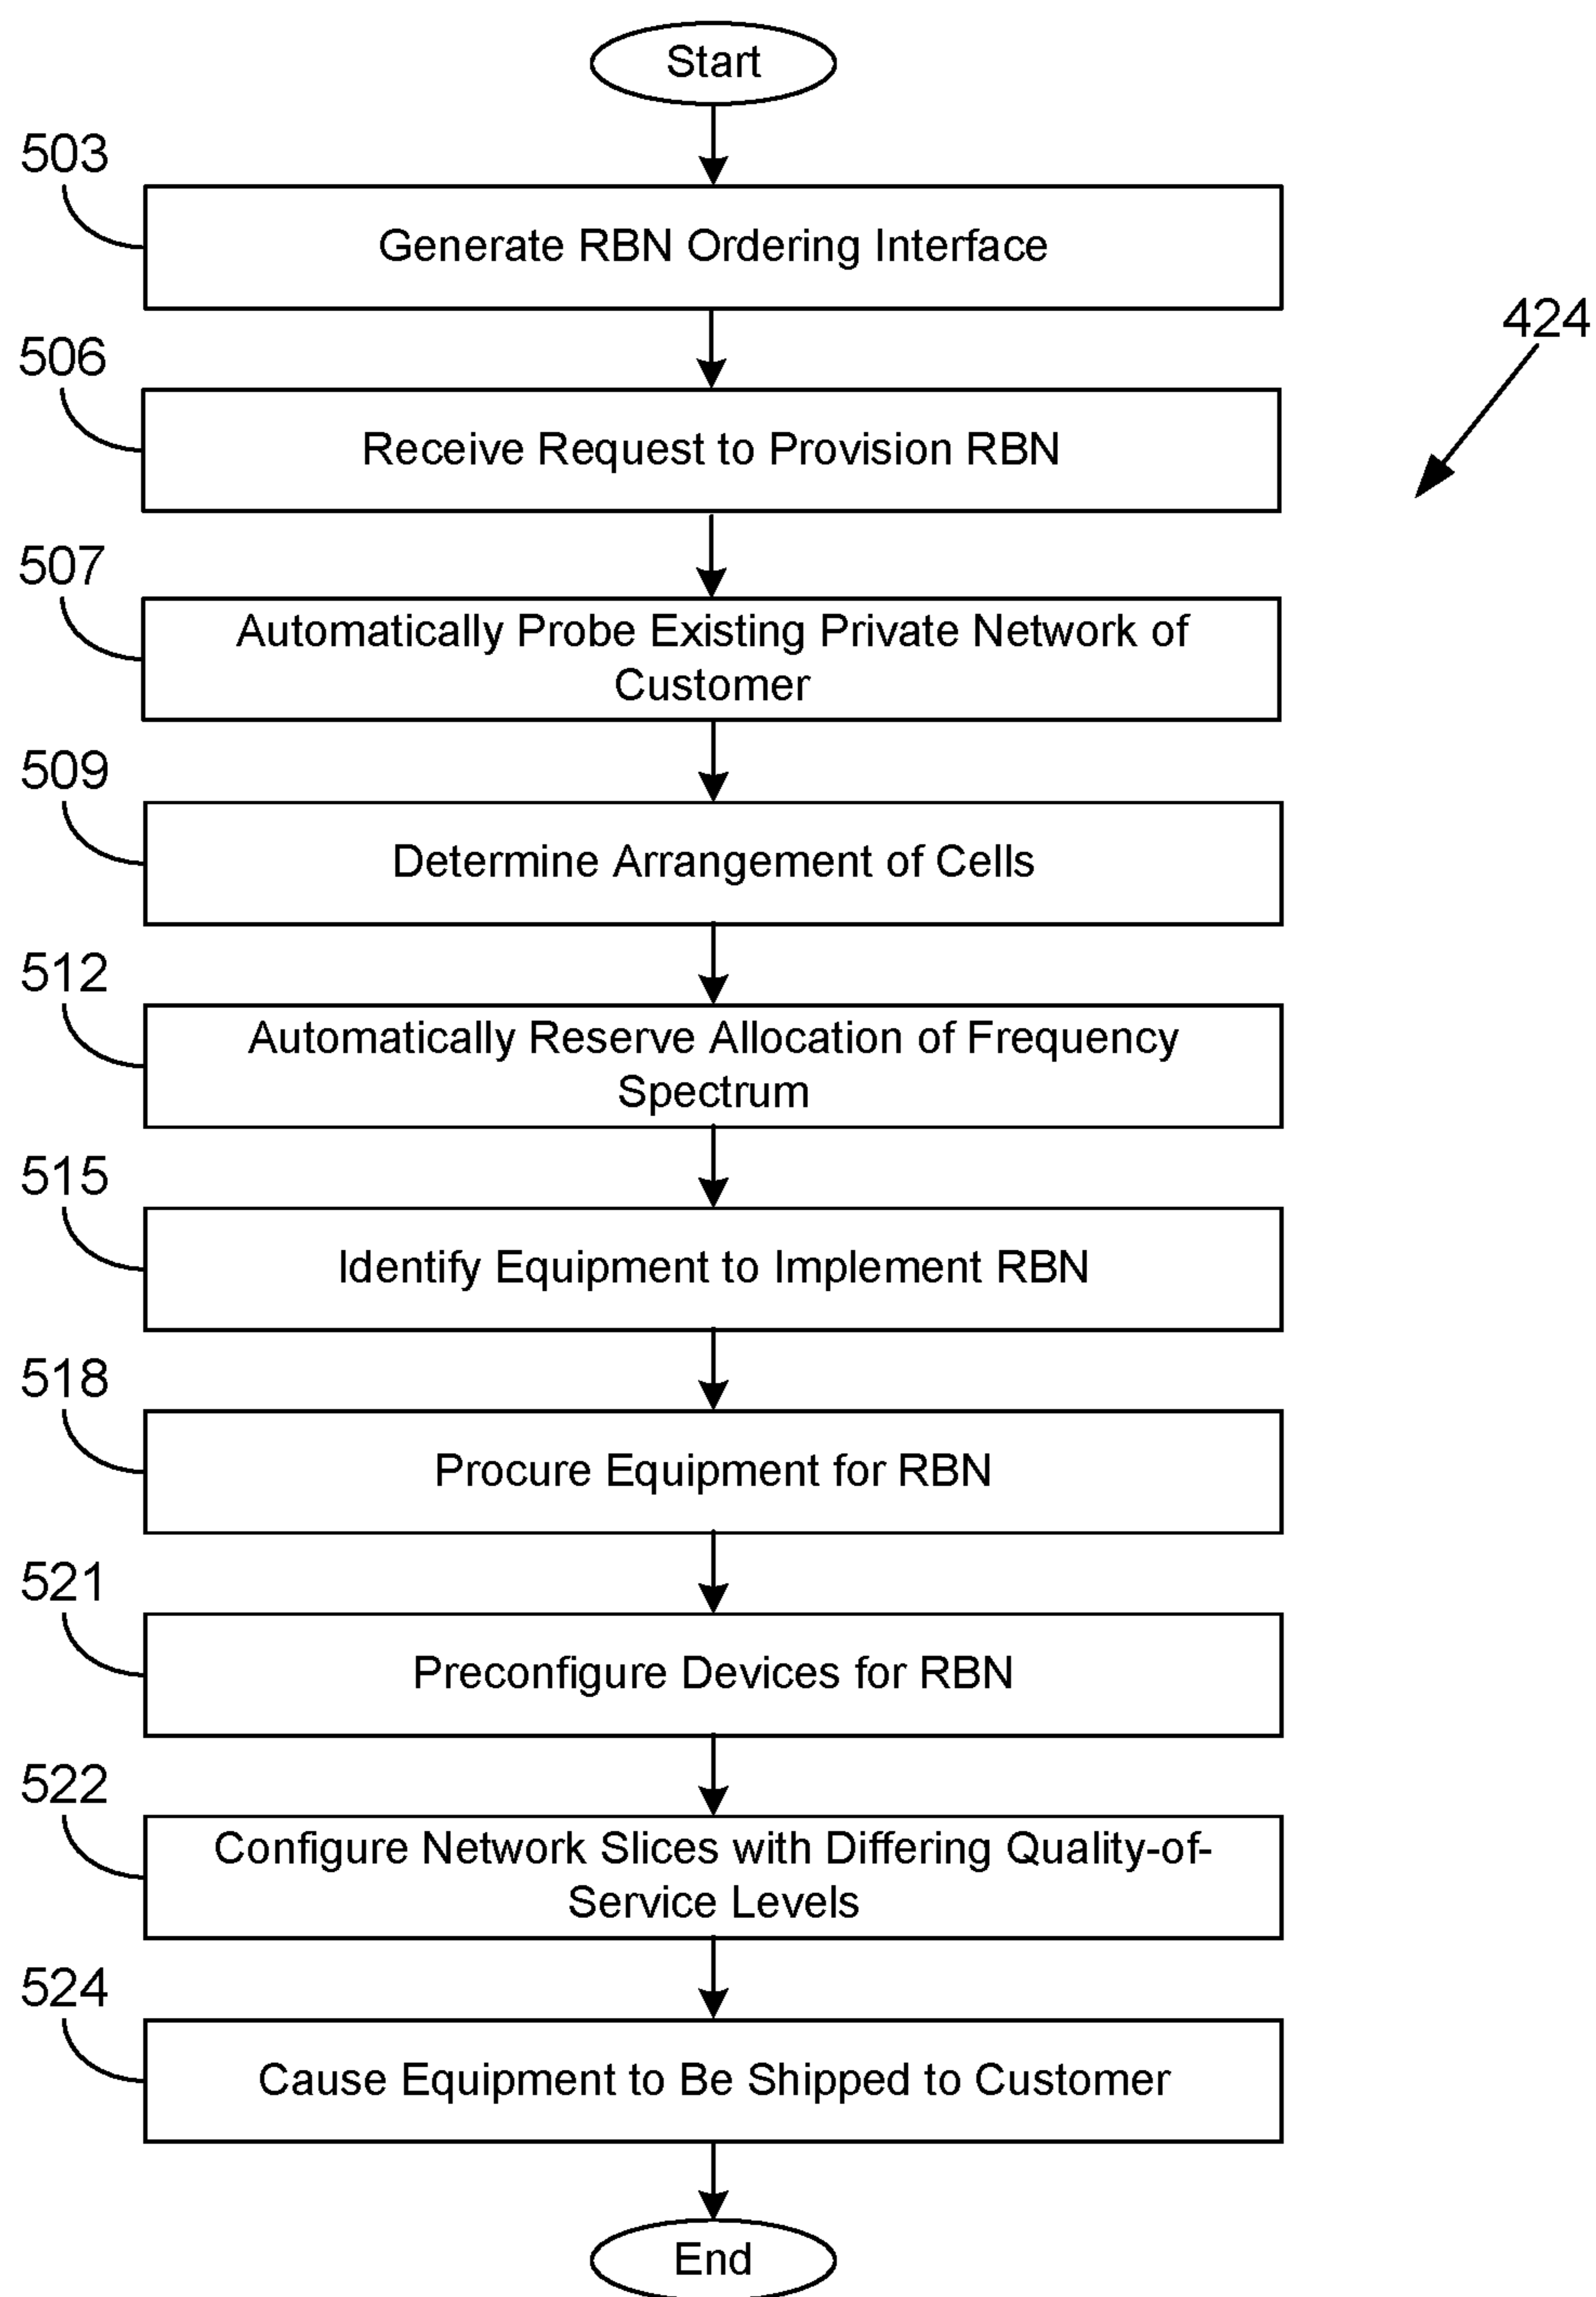 Start
503
Generate RBN Ordering Interface
424
506
Receive Request to Provision RBN
507
Automatically Probe Existing Private Network of
Customer
509
Determine Arrangement of Cells
512
Automatically Reserve Allocation of Frequency
Spectrum
515
Identify Equipment to Implement RBN
518
Procure Equipment for RBN
521
Preconfigure Devices for RBN
522
Configure Network Slices with Differing Quality-of-
Service Levels
524
Cause Equipment to Be Shipped to Customer
End